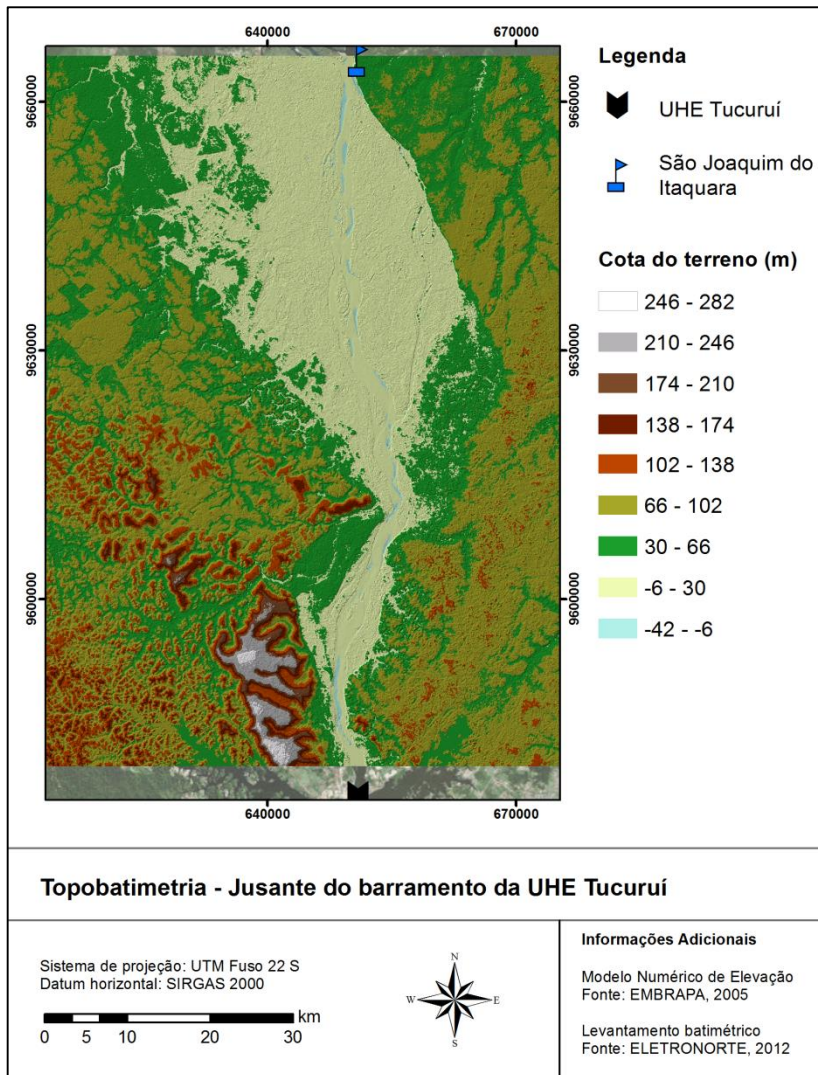 640000 670000
9660000 9660000
9630000 9630000
9600000 9600000
640000 670000
Legenda
UHE Tucuruí
São Joaquim do
Itaquara
Cota do terreno (m)
246 - 282
210 - 246
174 - 210
138 - 174
102 - 138
66 - 102
30 - 66
-6 - 30
-42 - -6
Topobatimetria - Jusante do barramento da UHE Tucuruí
Sistema de projeção: UTM Fuso 22 S
Datum horizontal: SIRGAS 2000
km
0 5 10 20 30
N
W E
S
Informações Adicionais
Modelo Numérico de Elevação
Fonte: EMBRAPA, 2005
Levantamento batimétrico
Fonte: ELETRONORTE, 2012